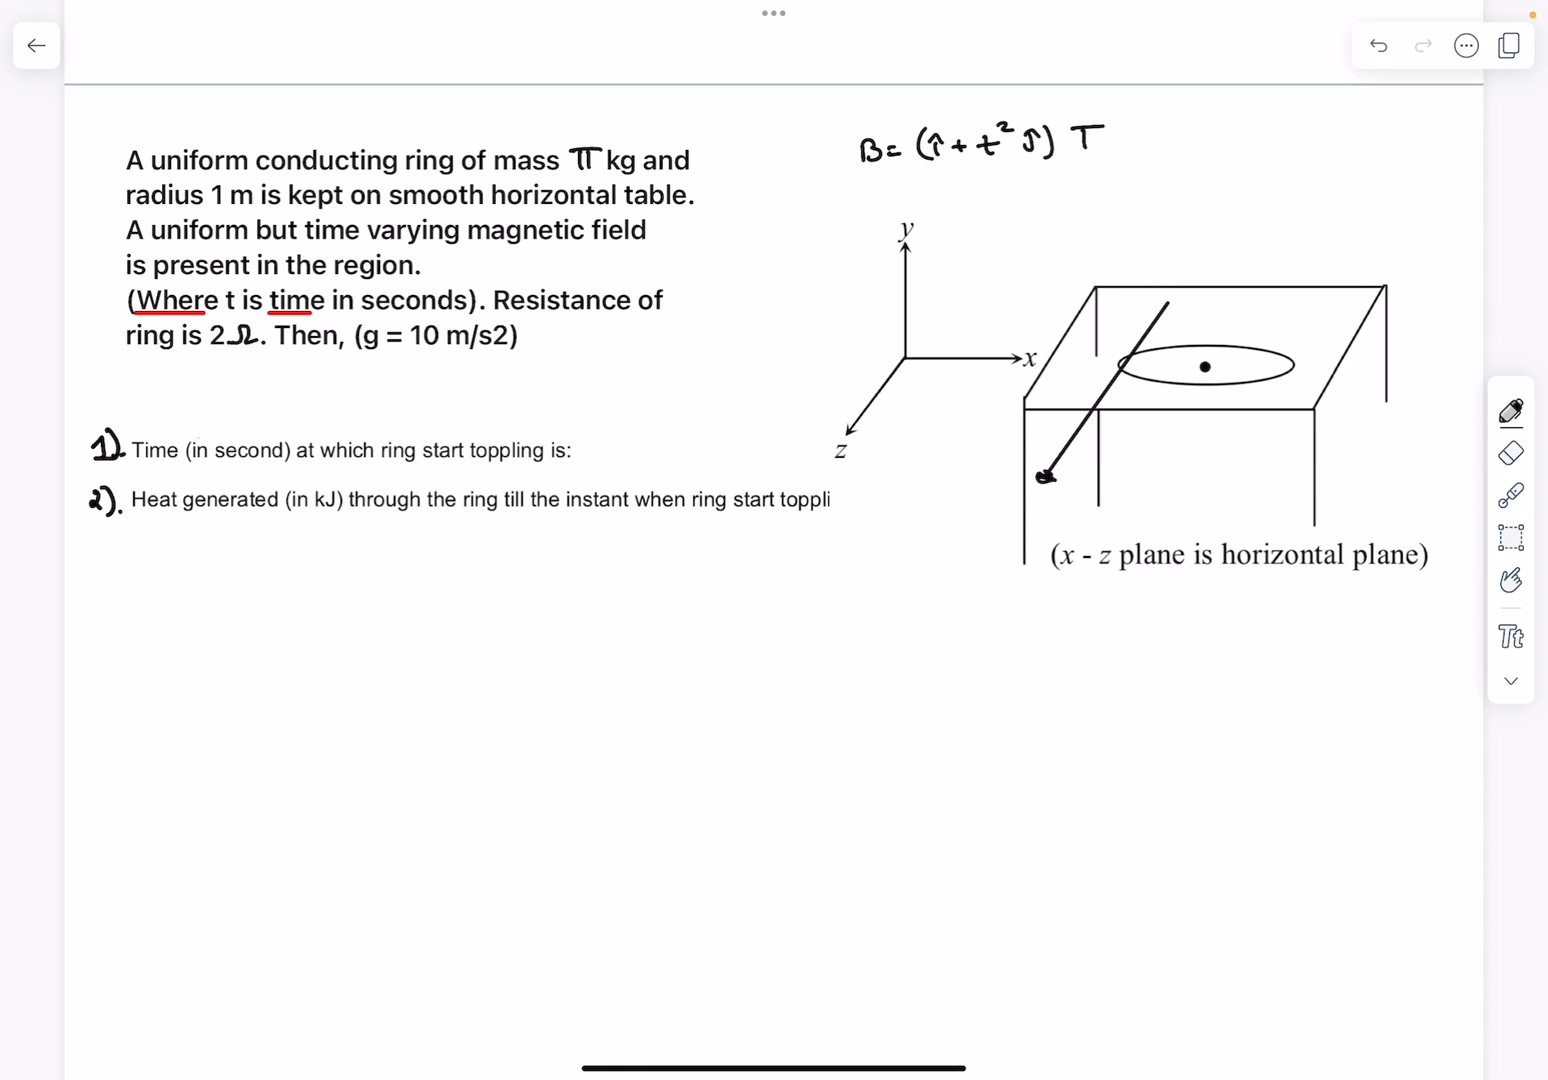 A uniform conducting ring of mass π kg and
radius 1 m is kept on smooth horizontal table.
A uniform but time varying magnetic field
is present in the region.
(Where t is time in seconds). Resistance of
ring is 2Ω. Then, (g = 10 m/s2)
B= (î + t² ĵ) T
1). Time (in second) at which ring start toppling is:
2). Heat generated (in kJ) through the ring till the instant when ring start toppli
y
x
z
(x - z plane is horizontal plane)
Tt